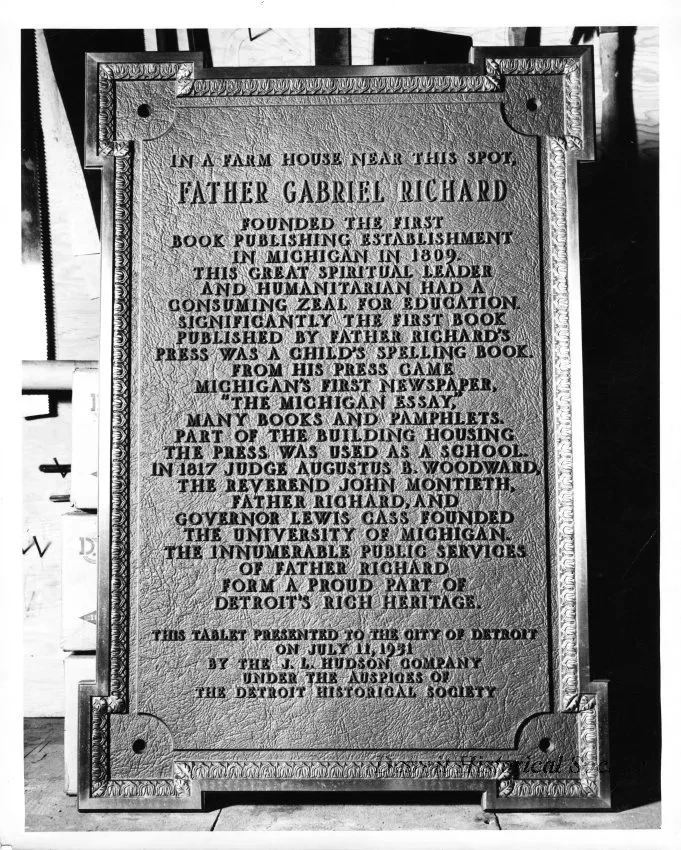 IN A FARM HOUSE NEAR THIS SPOT,
FATHER GABRIEL RICHARD
FOUNDED THE FIRST
BOOK PUBLISHING ESTABLISHMENT
IN MICHIGAN IN 1809.
THIS GREAT SPIRITUAL LEADER
AND HUMANITARIAN HAD A
CONSUMING ZEAL FOR EDUCATION.
SIGNIFICANTLY THE FIRST BOOK
PUBLISHED BY FATHER RICHARD'S
PRESS WAS A CHILD'S SPELLING BOOK.
FROM HIS PRESS CAME
MICHIGAN'S FIRST NEWSPAPER,
"THE MICHIGAN ESSAY,"
MANY BOOKS AND PAMPHLETS.
PART OF THE BUILDING HOUSING
THE PRESS WAS USED AS A SCHOOL.
IN 1817 JUDGE AUGUSTUS B. WOODWARD,
THE REVEREND JOHN MONTIETH,
FATHER RICHARD, AND
GOVERNOR LEWIS CASS FOUNDED
THE UNIVERSITY OF MICHIGAN.
THE INNUMERABLE PUBLIC SERVICES
OF FATHER RICHARD
FORM A PROUD PART OF
DETROIT'S RICH HERITAGE.
THIS TABLET PRESENTED TO THE CITY OF DETROIT
ON JULY 11, 1951
BY THE J. L. HUDSON COMPANY
UNDER THE AUSPICES OF
THE DETROIT HISTORICAL SOCIETY